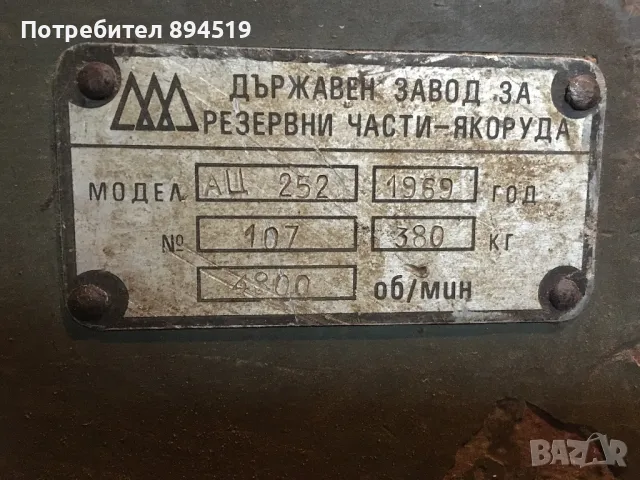 Потребител 894519
ДЪРЖАВЕН ЗАВОД ЗА
РЕЗЕРВНИ ЧАСТИ-ЯКОРУДА
МОДЕЛ АЦ 252 1969 ГОД
№ 107 380 КГ
4800 об/мин
BAZAR